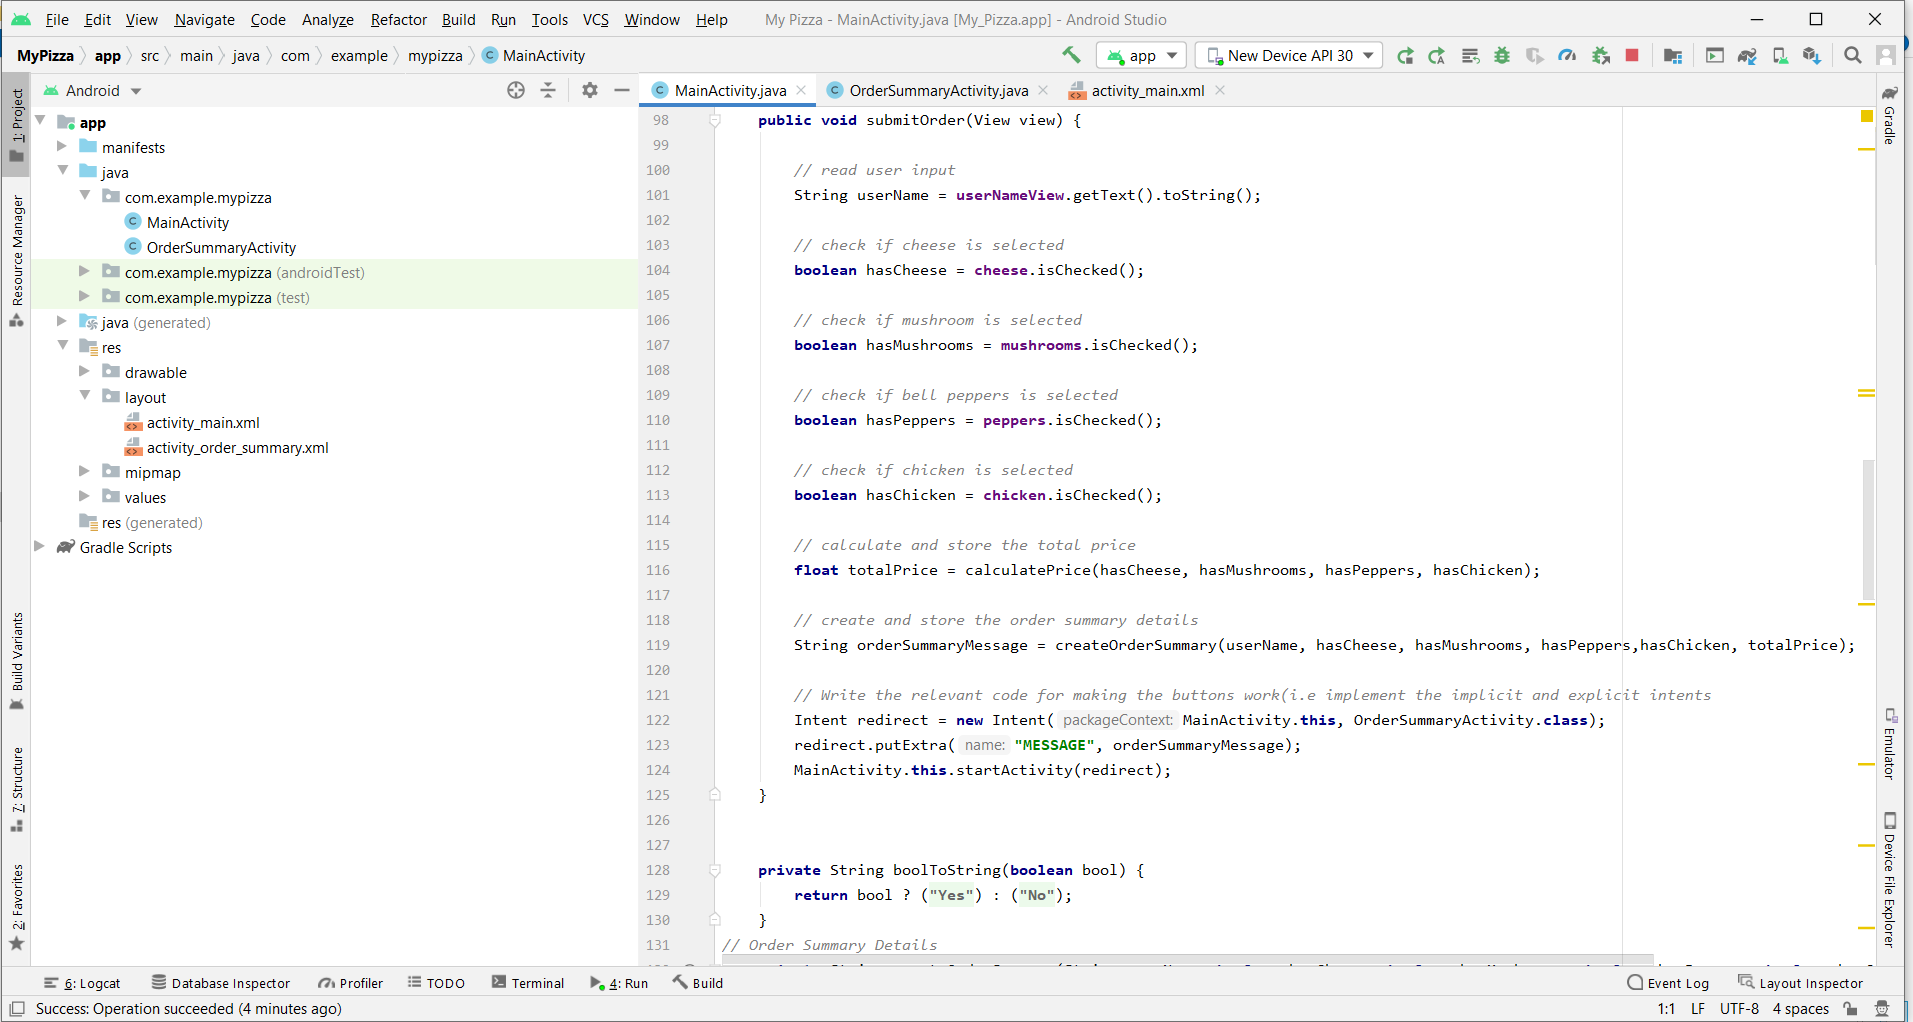 File Edit View Navigate Code Analyze Refactor Build Run Tools VCS Window Help My Pizza - MainActivity.java [My_Pizza.app] - Android Studio
MyPizza app src main java com example mypizza MainActivity app New Device API 30
Android
MainActivity.java OrderSummaryActivity.java activity_main.xml
1: Project
Resource Manager
Build Variants
7: Structure
2: Favorites
app
manifests
java
com.example.mypizza
MainActivity
OrderSummaryActivity
com.example.mypizza (androidTest)
com.example.mypizza (test)
java (generated)
res
drawable
layout
activity_main.xml
activity_order_summary.xml
mipmap
values
res (generated)
Gradle Scripts
98 public void submitOrder(View view) {
99
100 // read user input
101 String userName = userNameView.getText().toString();
102
103 // check if cheese is selected
104 boolean hasCheese = cheese.isChecked();
105
106 // check if mushroom is selected
107 boolean hasMushrooms = mushrooms.isChecked();
108
109 // check if bell peppers is selected
110 boolean hasPeppers = peppers.isChecked();
111
112 // check if chicken is selected
113 boolean hasChicken = chicken.isChecked();
114
115 // calculate and store the total price
116 float totalPrice = calculatePrice(hasCheese, hasMushrooms, hasPeppers, hasChicken);
117
118 // create and store the order summary details
119 String orderSummaryMessage = createOrderSummary(userName, hasCheese, hasMushrooms, hasPeppers,hasChicken, totalPrice);
120
121 // Write the relevant code for making the buttons work(i.e implement the implicit and explicit intents
122 Intent redirect = new Intent( packageContext: MainActivity.this, OrderSummaryActivity.class);
123 redirect.putExtra( name: "MESSAGE", orderSummaryMessage);
124 MainActivity.this.startActivity(redirect);
125 }
126
127
128 private String boolToString(boolean bool) {
129 return bool ? ("Yes") : ("No");
130 }
131 // Order Summary Details
Gradle
Emulator
Device File Explorer
6: Logcat Database Inspector Profiler TODO Terminal 4: Run Build Event Log Layout Inspector
Success: Operation succeeded (4 minutes ago) 1:1 LF UTF-8 4 spaces